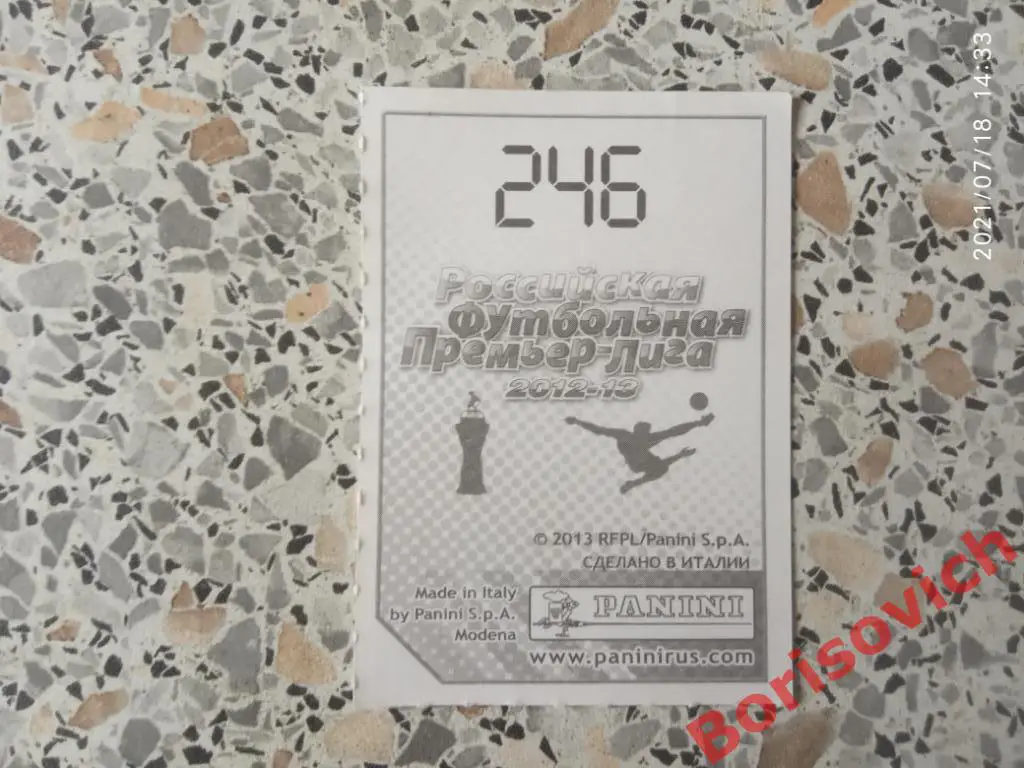 246
Российская
Футбольная
Премьер-Лига
2012-13
© 2013 RFPL/Panini S.p.A.
СДЕЛАНО В ИТАЛИИ
Made in Italy
by Panini S.p.A.
Modena
PANINI
www.paninirus.com
2021/07/18 14:33
Borisovich